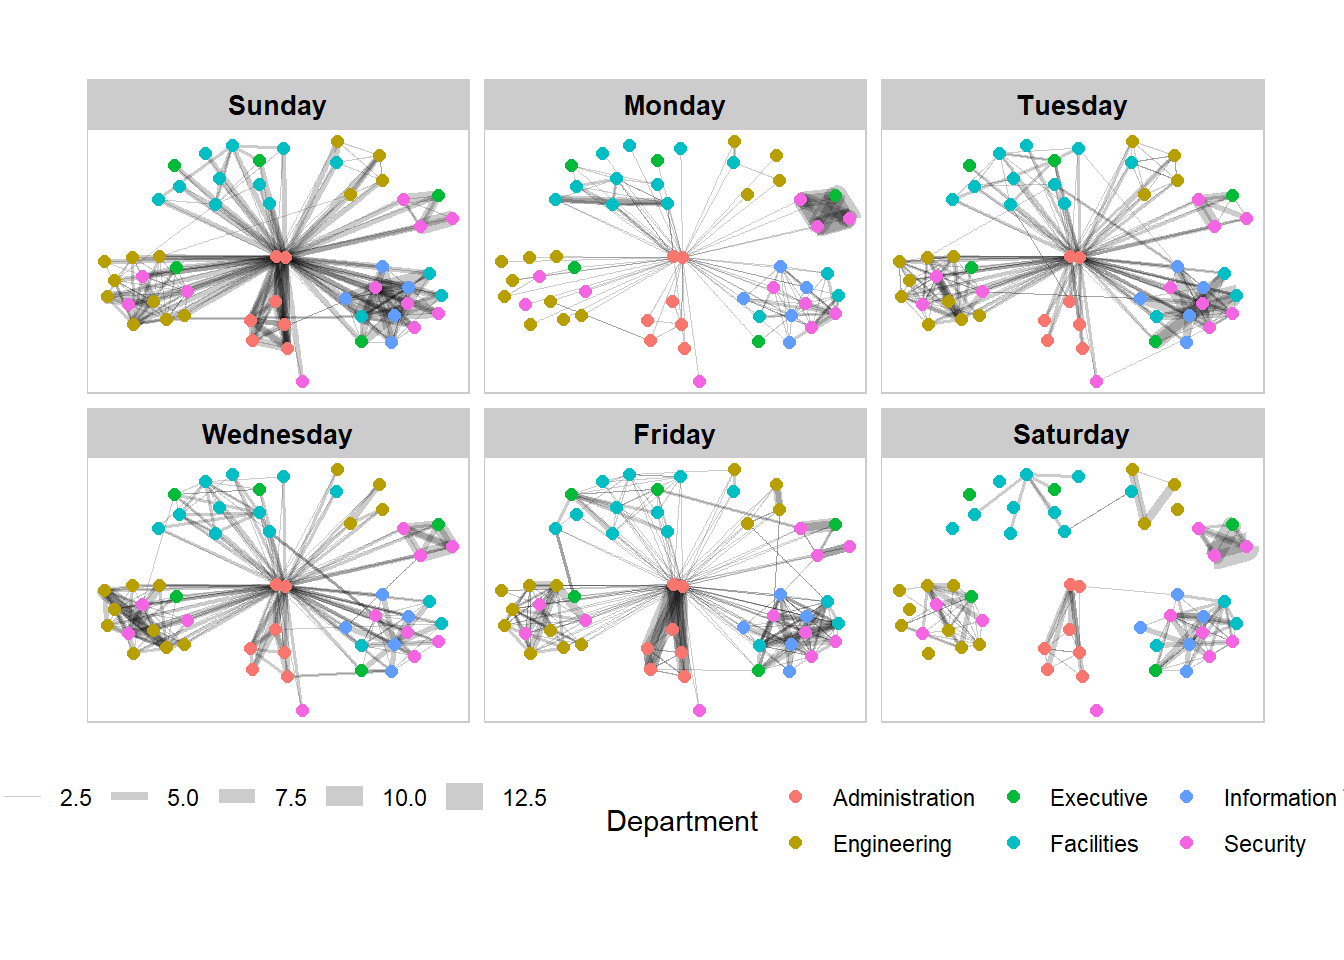 Sunday Monday Tuesday
Wednesday Friday Saturday
2.5 5.0 7.5 10.0 12.5
Department
Administration Executive Information
Engineering Facilities Security